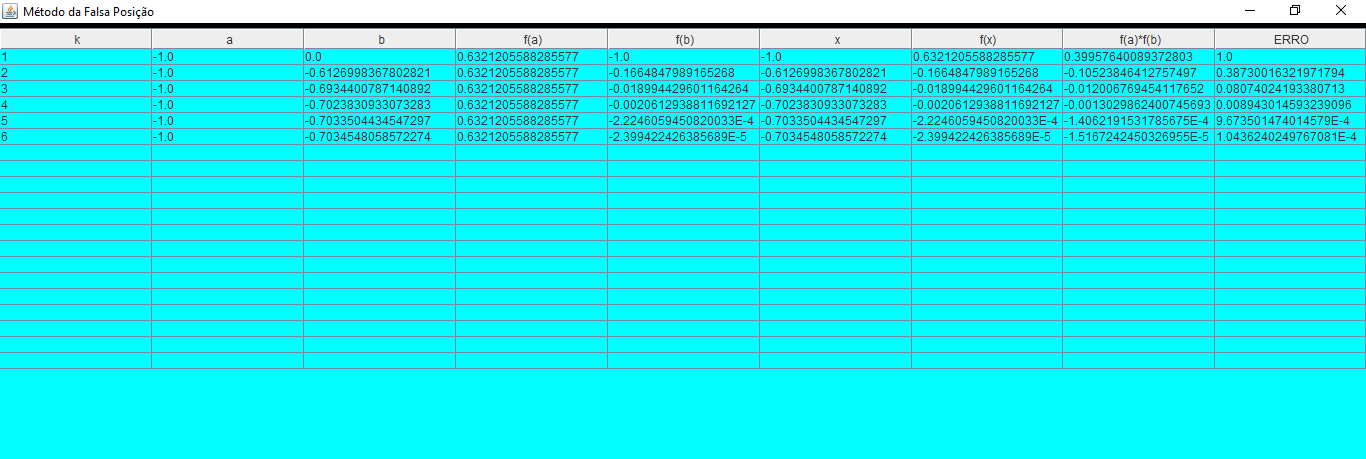 Método da Falsa Posição
k a b f(a) f(b) x f(x) f(a)*f(b) ERRO
1 -1.0 0.0 0.6321205588285577 -1.0 -1.0 0.6321205588285577 0.39957640089372803 1.0
2 -1.0 -0.6126998367802821 0.6321205588285577 -0.1664847989165268 -0.6126998367802821 -0.1664847989165268 -0.10523846412757497 0.38730016321971794
3 -1.0 -0.6934400787140892 0.6321205588285577 -0.018994429601164264 -0.6934400787140892 -0.018994429601164264 -0.012006769454117652 0.08074024193380713
4 -1.0 -0.7023830933073283 0.6321205588285577 -0.0020612938811692127 -0.7023830933073283 -0.0020612938811692127 -0.0013029862400745693 0.008943014593239096
5 -1.0 -0.7033504434547297 0.6321205588285577 -2.2246059450820033E-4 -0.7033504434547297 -2.2246059450820033E-4 -1.4062191531785675E-4 9.673501474014579E-4
6 -1.0 -0.7034548058572274 0.6321205588285577 -2.399422426385689E-5 -0.7034548058572274 -2.399422426385689E-5 -1.5167242450326955E-5 1.0436240249767081E-4